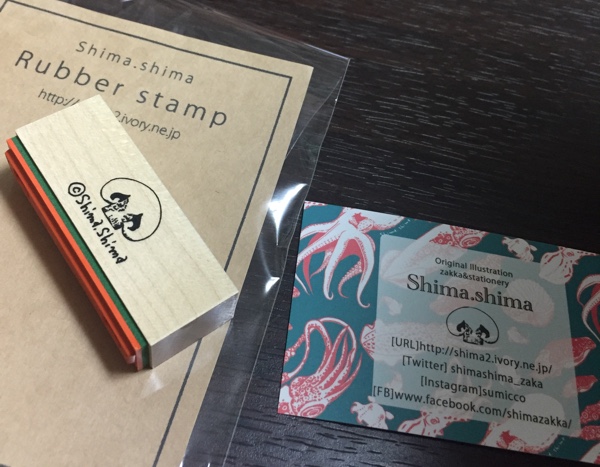 Shima.shima
Rubber stamp
http:// .ivory.ne.jp
©Shima.Shima
Original Illustration
zakka&stationery
Shima.shima
[URL]http://shima2.ivory.ne.jp/
[Twitter] shimashima_zaka
[Instagram]sumicco
[FB]www.facebook.com/shimazakka/